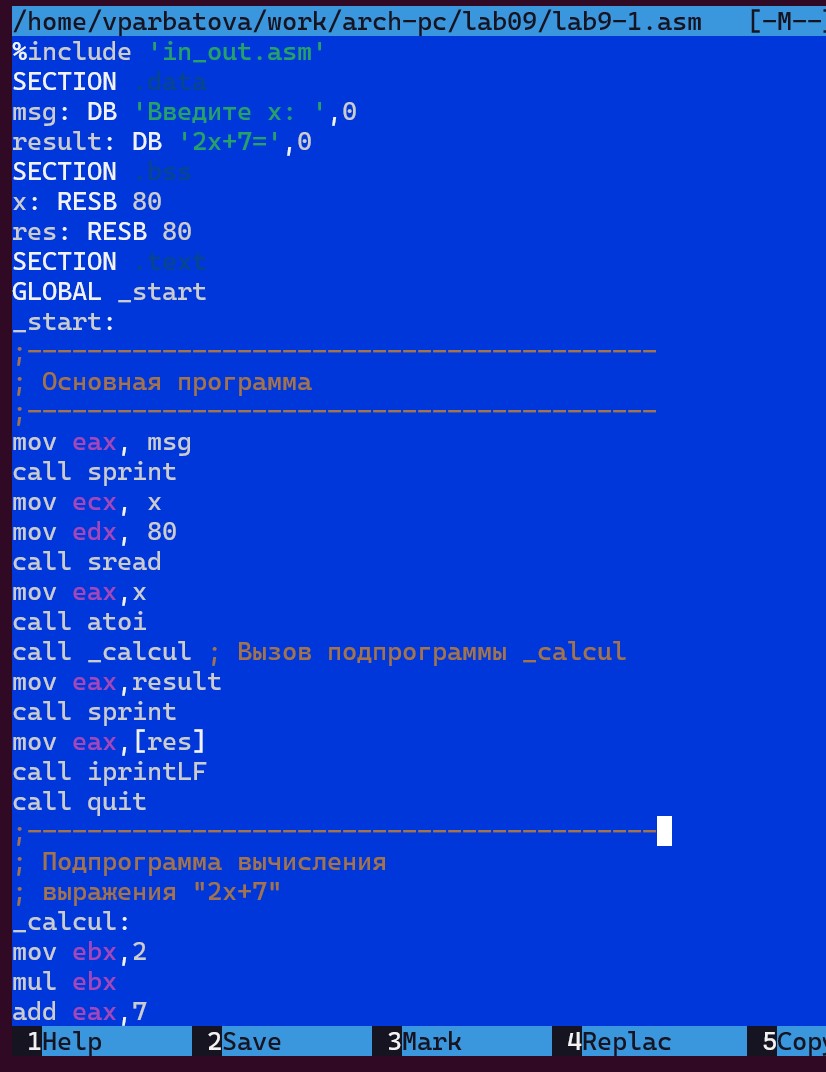 /home/vparbatova/work/arch-pc/lab09/lab9-1.asm [-M--]
%include 'in_out.asm'
SECTION .data
msg: DB 'Введите x: ',0
result: DB '2x+7=',0
SECTION .bss
x: RESB 80
res: RESB 80
SECTION .text
GLOBAL _start
_start:
;------------------------------------------
; Основная программа
;------------------------------------------
mov eax, msg
call sprint
mov ecx, x
mov edx, 80
call sread
mov eax,x
call atoi
call _calcul ; Вызов подпрограммы _calcul
mov eax,result
call sprint
mov eax,[res]
call iprintLF
call quit
;------------------------------------------
; Подпрограмма вычисления
; выражения "2x+7"
_calcul:
mov ebx,2
mul ebx
add eax,7
1Help 2Save 3Mark 4Replac 5Copy